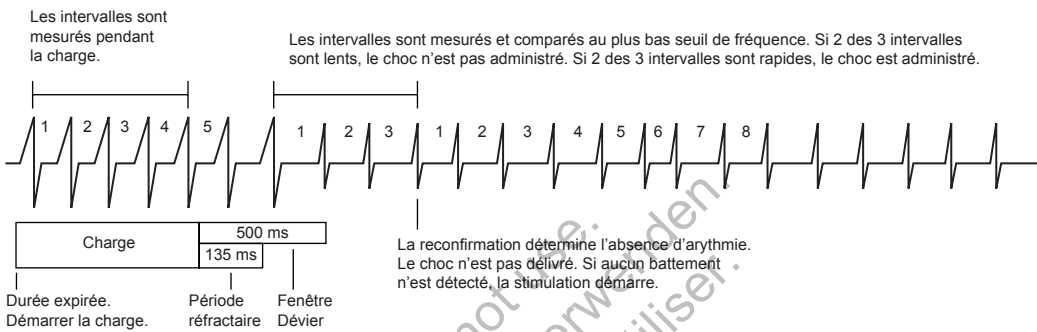 Les intervalles sont
mesurés pendant
la charge.
Les intervalles sont mesurés et comparés au plus bas seuil de fréquence. Si 2 des 3 intervalles
sont lents, le choc n'est pas administré. Si 2 des 3 intervalles sont rapides, le choc est administré.
1 2 3 4 5 1 2 3 1 2 3 4 5 6 7 8
Charge
500 ms
135 ms
La reconfirmation détermine l'absence d'arythmie.
Le choc n'est pas délivré. Si aucun battement
n'est détecté, la stimulation démarre.
Durée expirée.
Démarrer la charge.
Période
réfractaire
Fenêtre
Dévier
not use.
rwenden.
iliser.